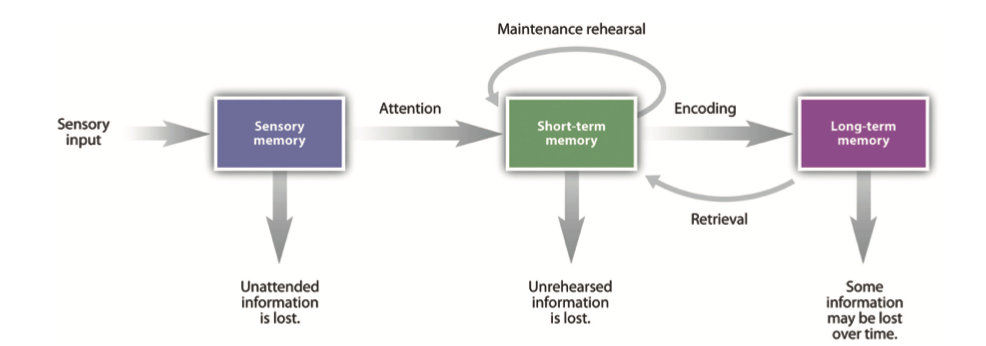 Maintenance rehearsal
Attention
Encoding
Sensory
input
Sensory
memory
Short-term
memory
Long-term
memory
Retrieval
Unattended
information
is lost.
Unrehearsed
information
is lost.
Some
information
may be lost
over time.